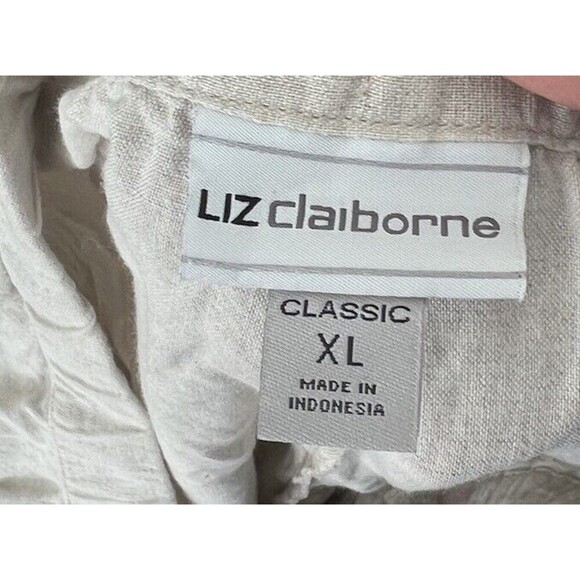 LIZ claiborne
CLASSIC
XL
MADE IN
INDONESIA